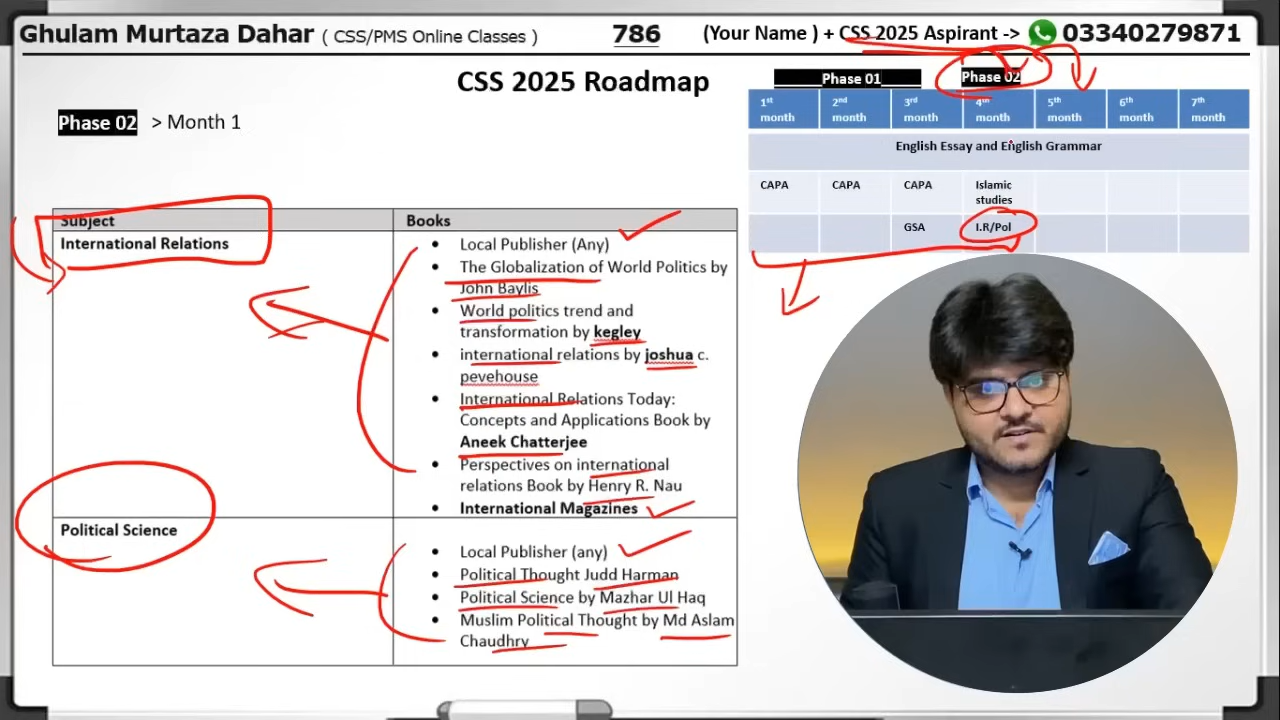 Ghulam Murtaza Dahar ( CSS/PMS Online Classes ) 786 (Your Name ) + CSS 2025 Aspirant -> 03340279871
CSS 2025 Roadmap
Phase 01 Phase 02
1st month 2nd month 3rd month 4th month 5th month 6th month 7th month
English Essay and English Grammar
CAPA CAPA CAPA Islamic studies
GSA I.R/Pol
Phase 02 > Month 1
Subject Books
International Relations
• Local Publisher (Any)
• The Globalization of World Politics by
John Baylis
• World politics trend and
transformation by kegley
• international relations by joshua c.
pevehouse
• International Relations Today:
Concepts and Applications Book by
Aneek Chatterjee
• Perspectives on international
relations Book by Henry R. Nau
• International Magazines
Political Science
• Local Publisher (any)
• Political Thought Judd Harman
• Political Science by Mazhar Ul Haq
• Muslim Political Thought by Md Aslam
Chaudhry